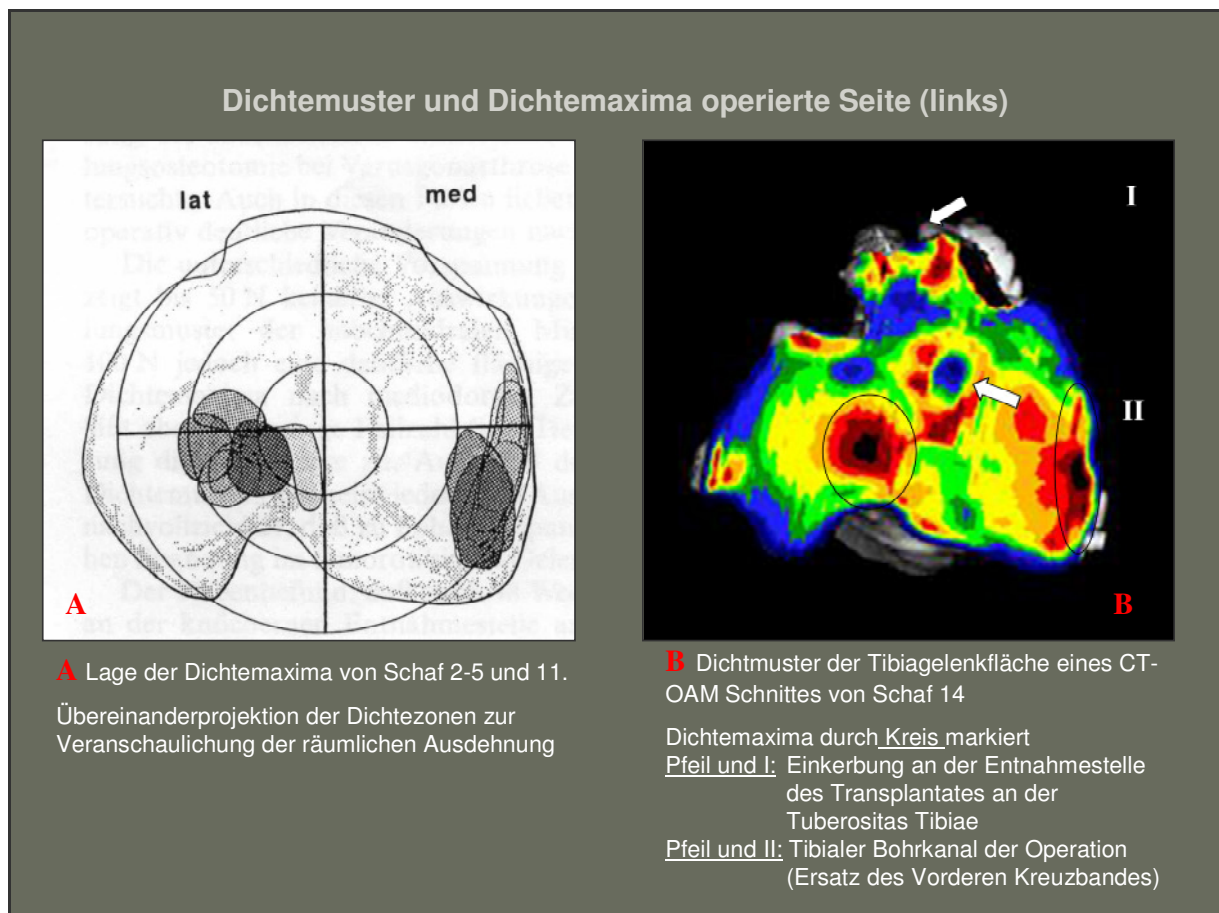 Dichtemuster und Dichtemaxima operierte Seite (links)
lat
med
A
I
II
B
A Lage der Dichtemaxima von Schaf 2-5 und 11.
Übereinanderprojektion der Dichtezonen zur
Veranschaulichung der räumlichen Ausdehnung
B Dichtmuster der Tibiagelenkfläche eines CT-
OAM Schnittes von Schaf 14
Dichtemaxima durch Kreis markiert
Pfeil und I: Einkerbung an der Entnahmestelle
des Transplantates an der
Tuberositas Tibiae
Pfeil und II: Tibialer Bohrkanal der Operation
(Ersatz des Vorderen Kreuzbandes)